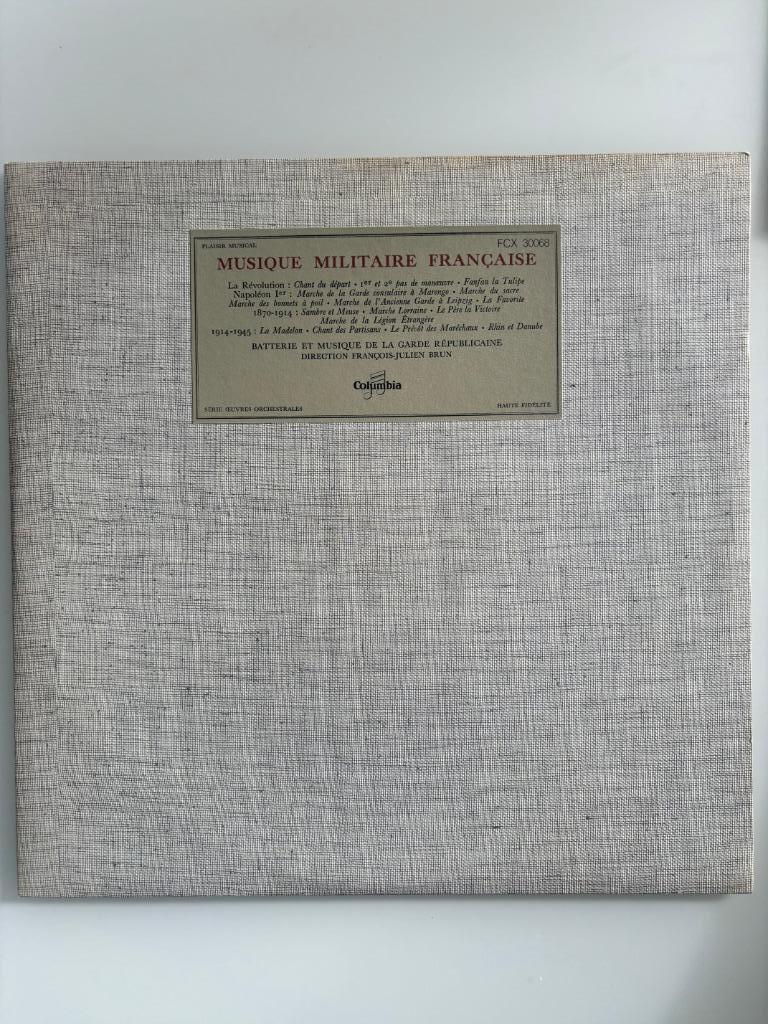 PLAISIR MUSICAL
FCX 30068
MUSIQUE MILITAIRE FRANÇAISE
La Révolution : Chant du départ • 1er et 2e pas de manœuvre • Fanfan la Tulipe
Napoléon Ier : Marche de la Garde consulaire à Marengo • Marche du sacre
Marche des bonnets à poil • Marche de l'Ancienne Garde à Leipzig • La Favorite
1870-1914 : Sambre et Meuse • Marche Lorraine • Le Père la Victoire
Marche de la Légion Étrangère
1914-1945 : La Madelon • Chant des Partisans • Le Prévôt des Maréchaux • Rhin et Danube
BATTERIE ET MUSIQUE DE LA GARDE RÉPUBLICAINE
DIRECTION FRANÇOIS-JULIEN BRUN
Columbia
SÉRIE ŒUVRES ORCHESTRALES
HAUTE FIDÉLITÉ